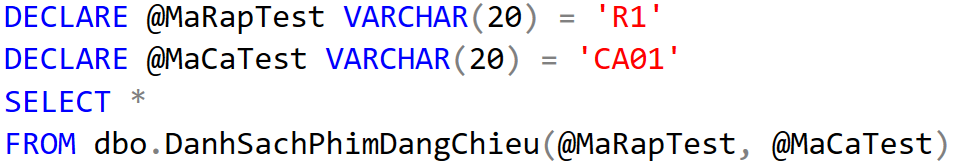 DECLARE @MaRapTest VARCHAR(20) = 'R1'
DECLARE @MaCaTest VARCHAR(20) = 'CA01'
SELECT *
FROM dbo.DanhSachPhimDangChieu(@MaRapTest, @MaCaTest)